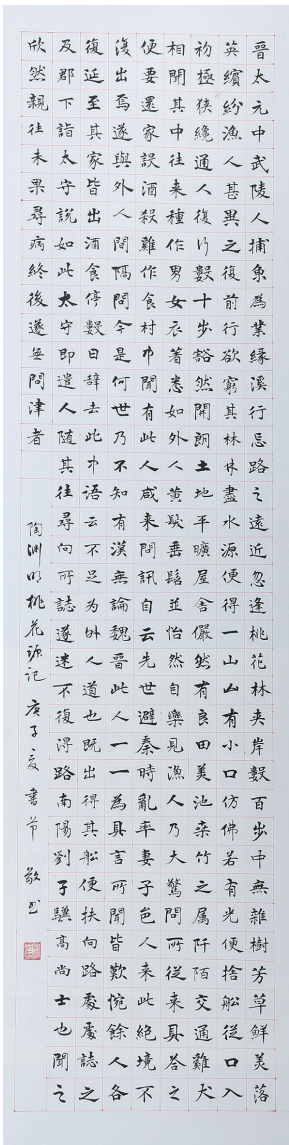 晉太元中武陵人捕魚為業緣溪行忘路之遠近忽逢桃花林夾岸數百步中無雜樹芳草鮮美落
英繽紛漁人甚異之復前行欲窮其林林盡水源便得一山山有小口仿佛若有光便捨船從口入
初極狹纔通人復行數十步豁然開朗土地平曠屋舍儼然有良田美池桑竹之属阡陌交通雞犬
相聞其中往來種作男女衣著悉如外人黃髮垂髫並怡然自樂見漁人乃大驚問所從來具答之
便要還家設酒殺雞作食村中聞有此人咸來問訊自云先世避秦時亂率妻子邑人來此絕境不
復出焉遂與外人間隔問今是何世乃不知有漢無論魏晉此人一一為具言所聞皆歎惋餘人各
復延至其家皆出酒食停數日辭去此中語云不足為外人道也既出得其船便扶向路處處誌之
及郡下詣太守說如此太守即遣人隨其往尋向所誌遂迷不復得路南陽劉子驥高尚士也聞之
欣然親往未果尋病終後遂無問津者 陶淵明桃花源記 庚子夏書 敬書